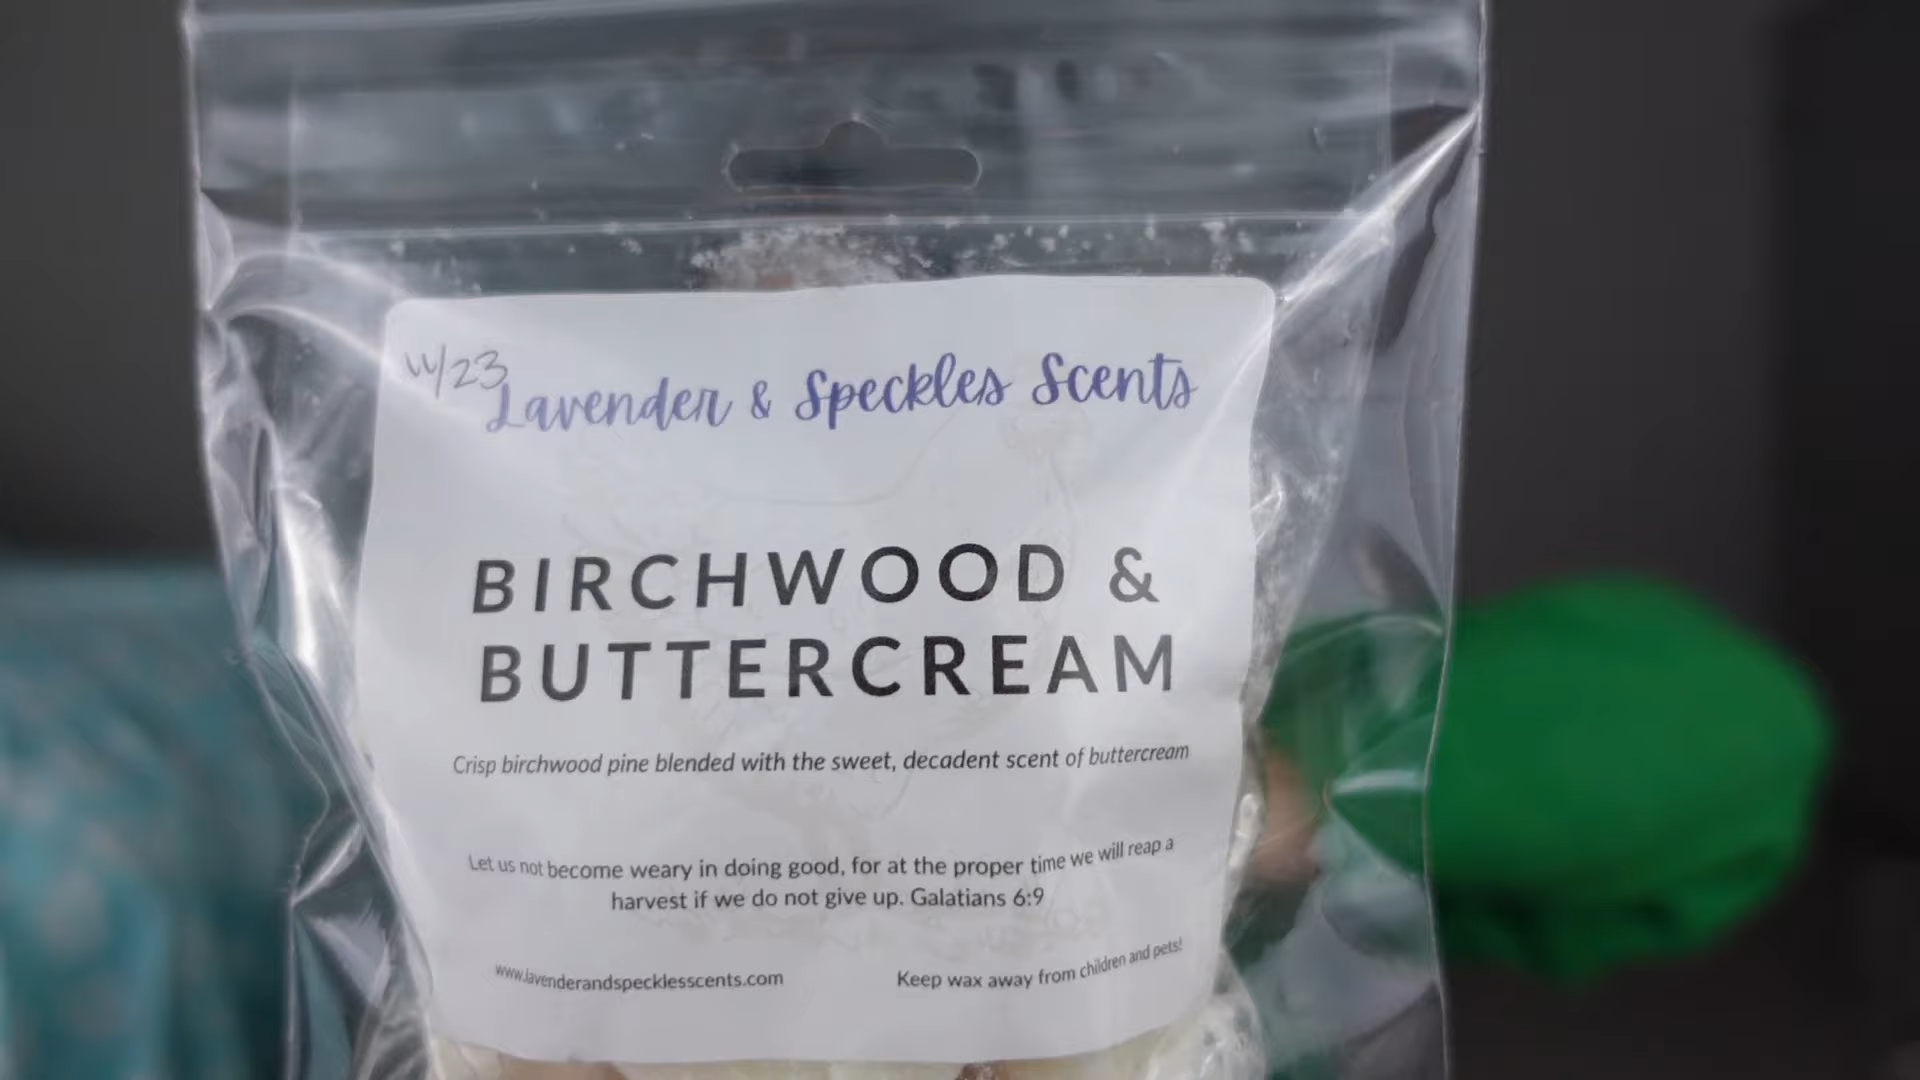 11/23
Lavender & Speckles Scents
BIRCHWOOD &
BUTTERCREAM
Crisp birchwood pine blended with the sweet, decadent scent of buttercream
Let us not become weary in doing good, for at the proper time we will reap a
harvest if we do not give up. Galatians 6:9
www.lavenderandspecklesscents.com
Keep wax away from children and pets!